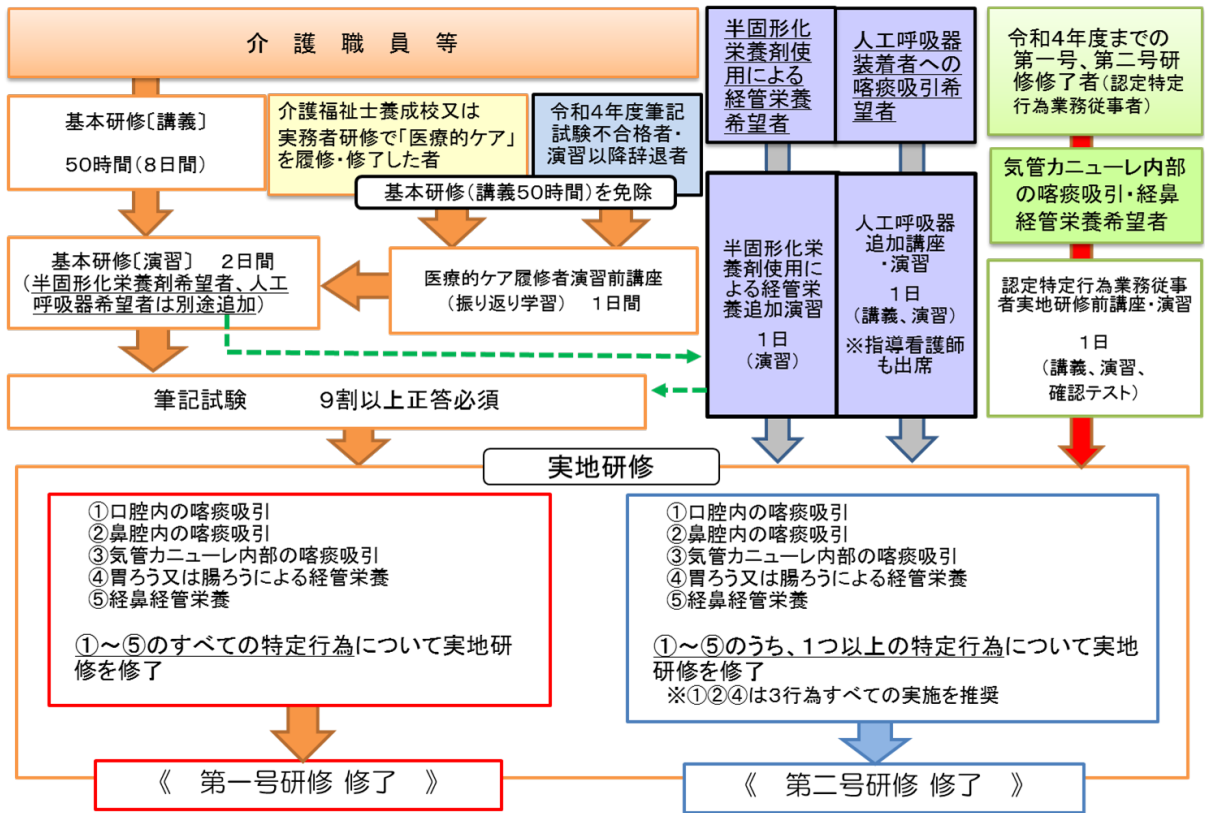 介 護 職 員 等
基本研修〔講義〕
50時間(8日間)
介護福祉士養成校又は
実務者研修で「医療的ケア」
を履修・修了した者
令和4年度筆記
試験不合格者・
演習以降辞退者
基本研修(講義50時間)を免除
基本研修〔演習〕 2日間
(半固形化栄養剤希望者、人工
呼吸器希望者は別途追加)
医療的ケア履修者演習前講座
(振り返り学習) 1日間
筆記試験 9割以上正答必須
半固形化
栄養剤使
用による
経管栄養
希望者
人工呼吸器
装着者への
喀痰吸引希
望者
半固形化栄
養剤使用に
よる経管栄
養追加演習
1日
(演習)
人工呼吸器
追加講座
・演習
1日
(講義、演習)
※指導看護師
も出席
令和4年度までの
第一号、第二号研
修修了者(認定特定
行為業務従事者)
気管カニューレ内部
の喀痰吸引・経鼻
経管栄養希望者
認定特定行為業務従事
者実地研修前講座・演習
1日
(講義、演習、
確認テスト)
実地研修
①口腔内の喀痰吸引
②鼻腔内の喀痰吸引
③気管カニューレ内部の喀痰吸引
④胃ろう又は腸ろうによる経管栄養
⑤経鼻経管栄養
①~⑤のすべての特定行為について実地研
修を修了
《 第一号研修 修了 》
①口腔内の喀痰吸引
②鼻腔内の喀痰吸引
③気管カニューレ内部の喀痰吸引
④胃ろう又は腸ろうによる経管栄養
⑤経鼻経管栄養
①~⑤のうち、1つ以上の特定行為について実地
研修を修了
※①②④は3行為すべての実施を推奨
《 第二号研修 修了 》